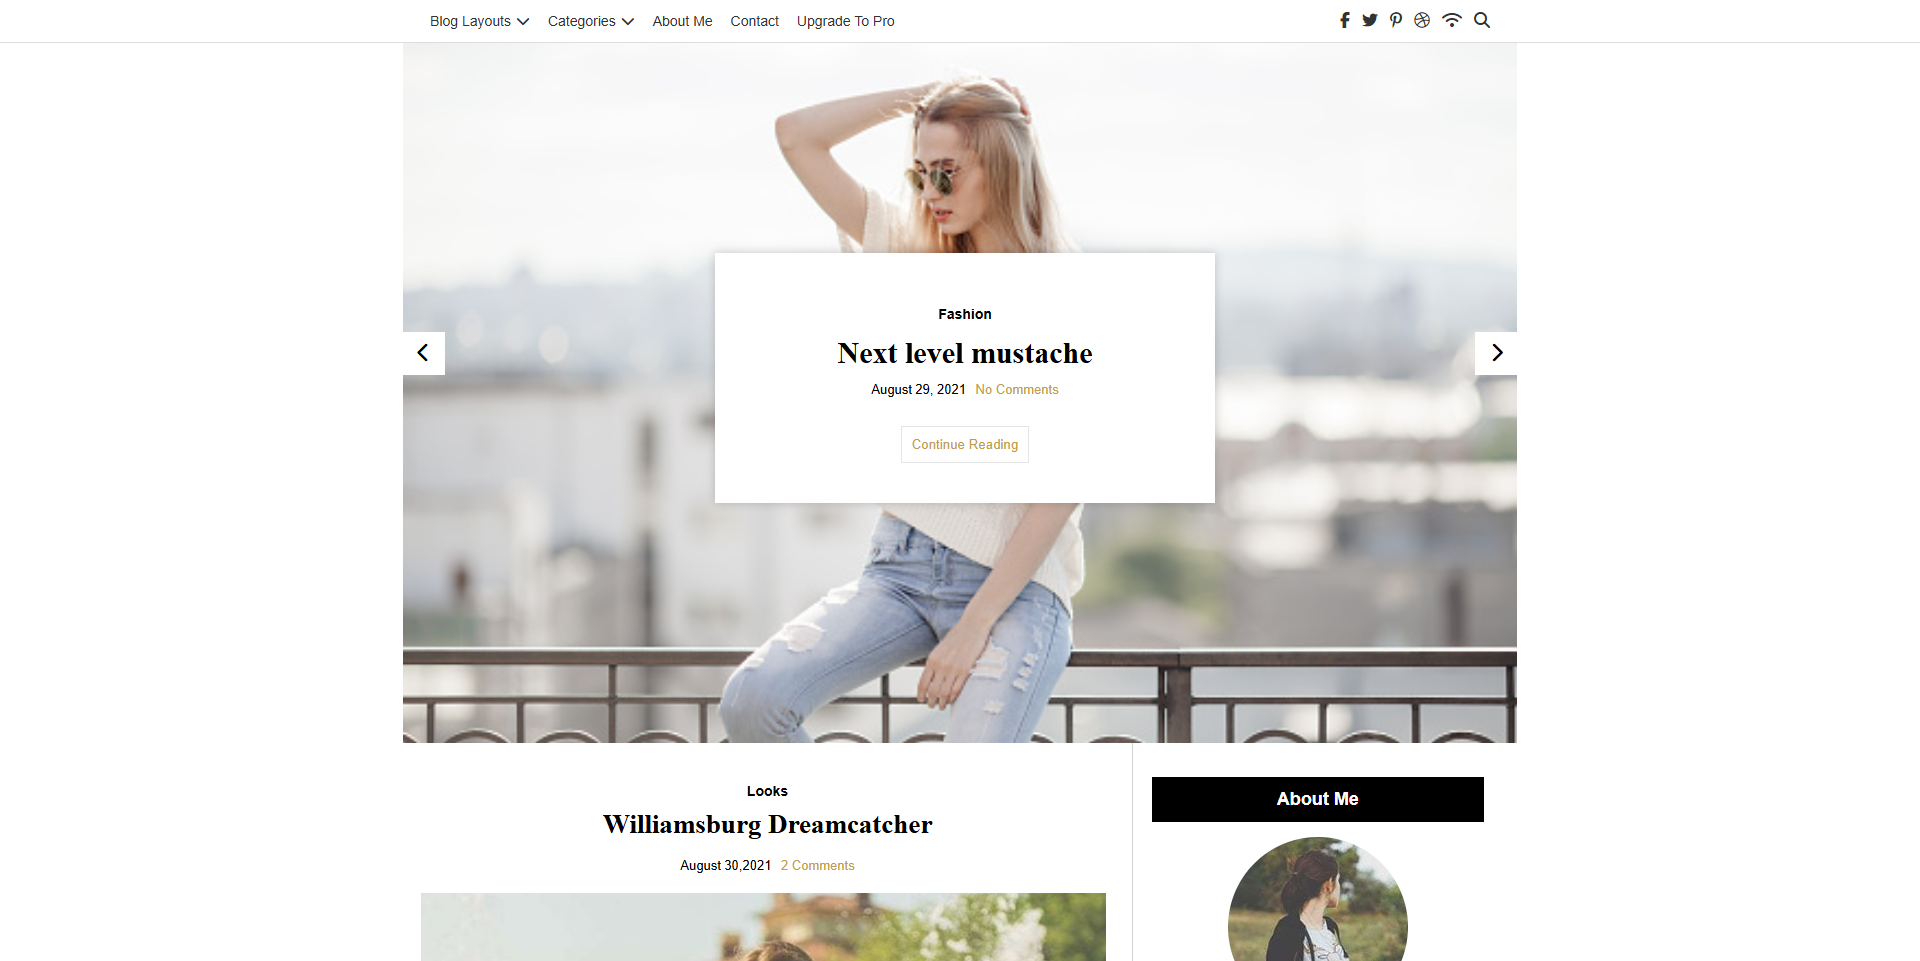 Blog Layouts Categories About Me Contact Upgrade To Pro
Fashion
Next level mustache
August 29, 2021 No Comments
Continue Reading
Looks
Williamsburg Dreamcatcher
August 30,2021 2 Comments
About Me